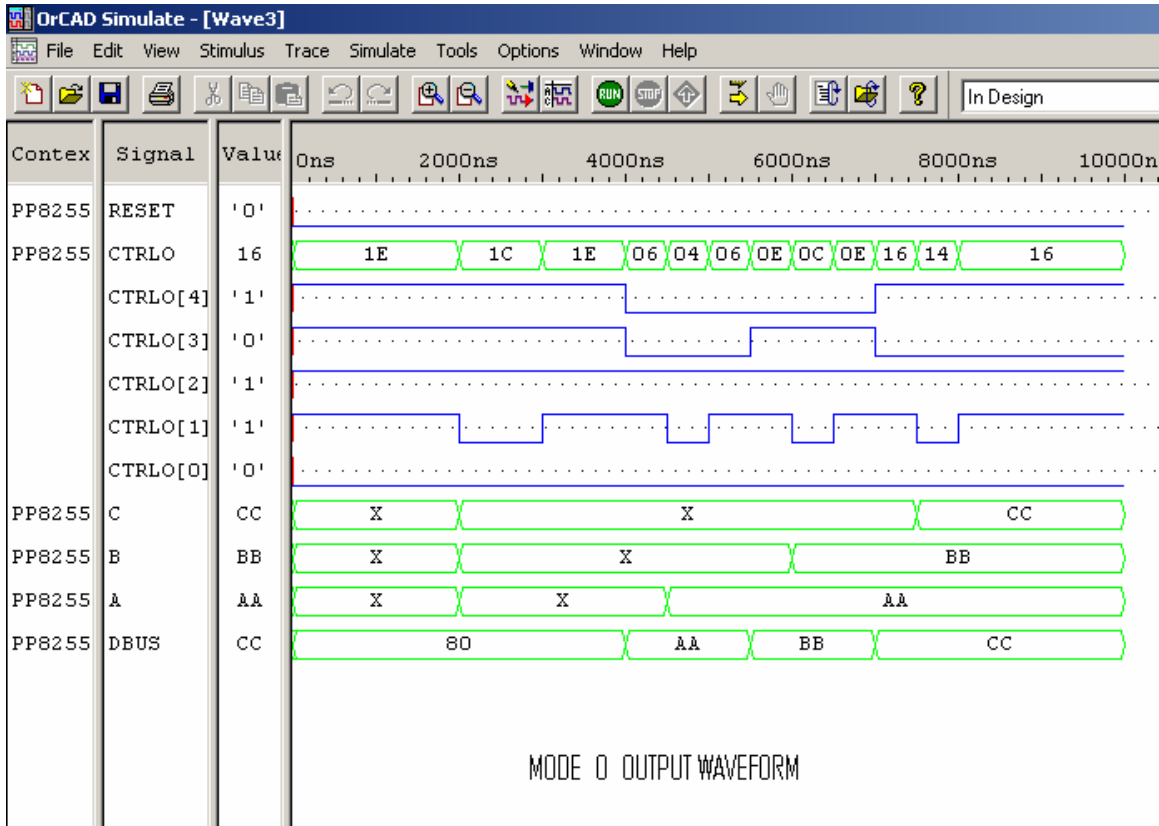 OrCAD Simulate - [Wave3]
File Edit View Stimulus Trace Simulate Tools Options Window Help
RUN STOP ? In Design
Contex Signal Value 0ns 2000ns 4000ns 6000ns 8000ns 10000n
PP8255 RESET '0'
PP8255 CTRLO 16 1E 1C 1E 06 04 06 0E 0C 0E 16 14 16
CTRLO[4] '1'
CTRLO[3] '0'
CTRLO[2] '1'
CTRLO[1] '1'
CTRLO[0] '0'
PP8255 C CC X X CC
PP8255 B BB X X BB
PP8255 A AA X X AA
PP8255 DBUS CC 80 AA BB CC
MODE 0 OUTPUT WAVEFORM